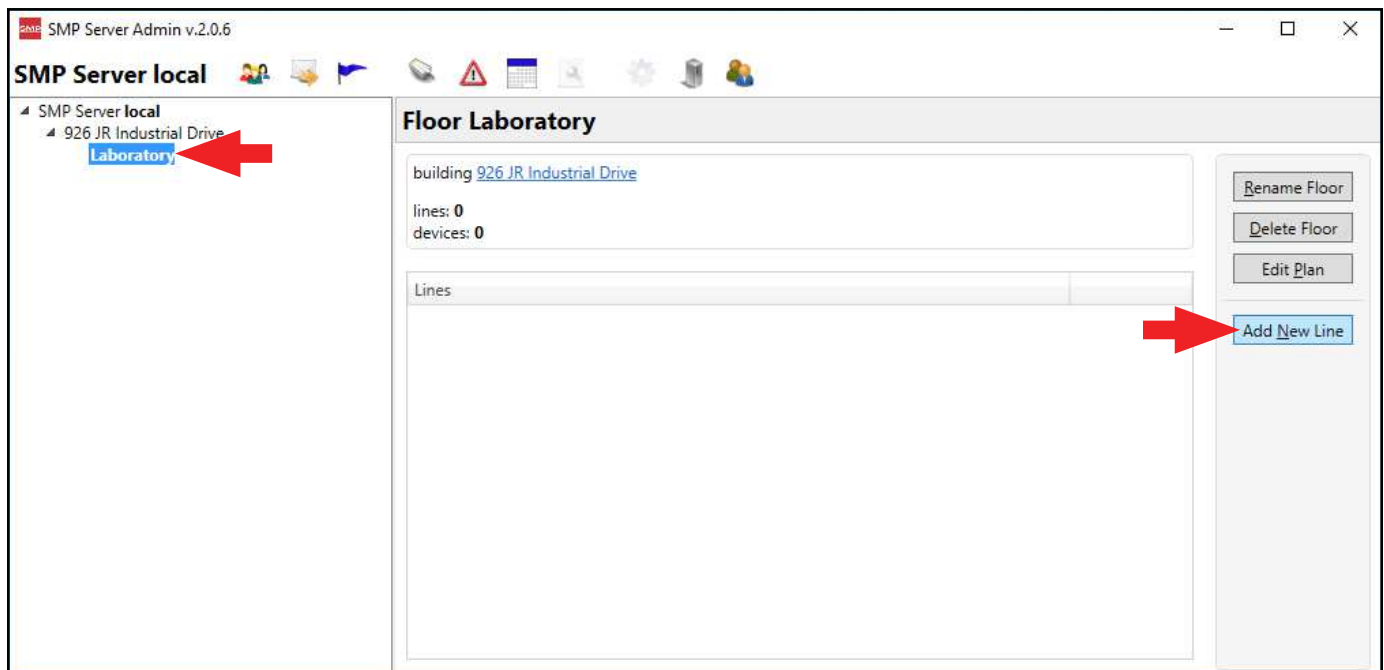 SMP SMP Server Admin v.2.0.6
SMP Server local
SMP Server local
926 JR Industrial Drive
Laboratory
Floor Laboratory
building 926 JR Industrial Drive
lines: 0
devices: 0
Lines
Rename Floor
Delete Floor
Edit Plan
Add New Line